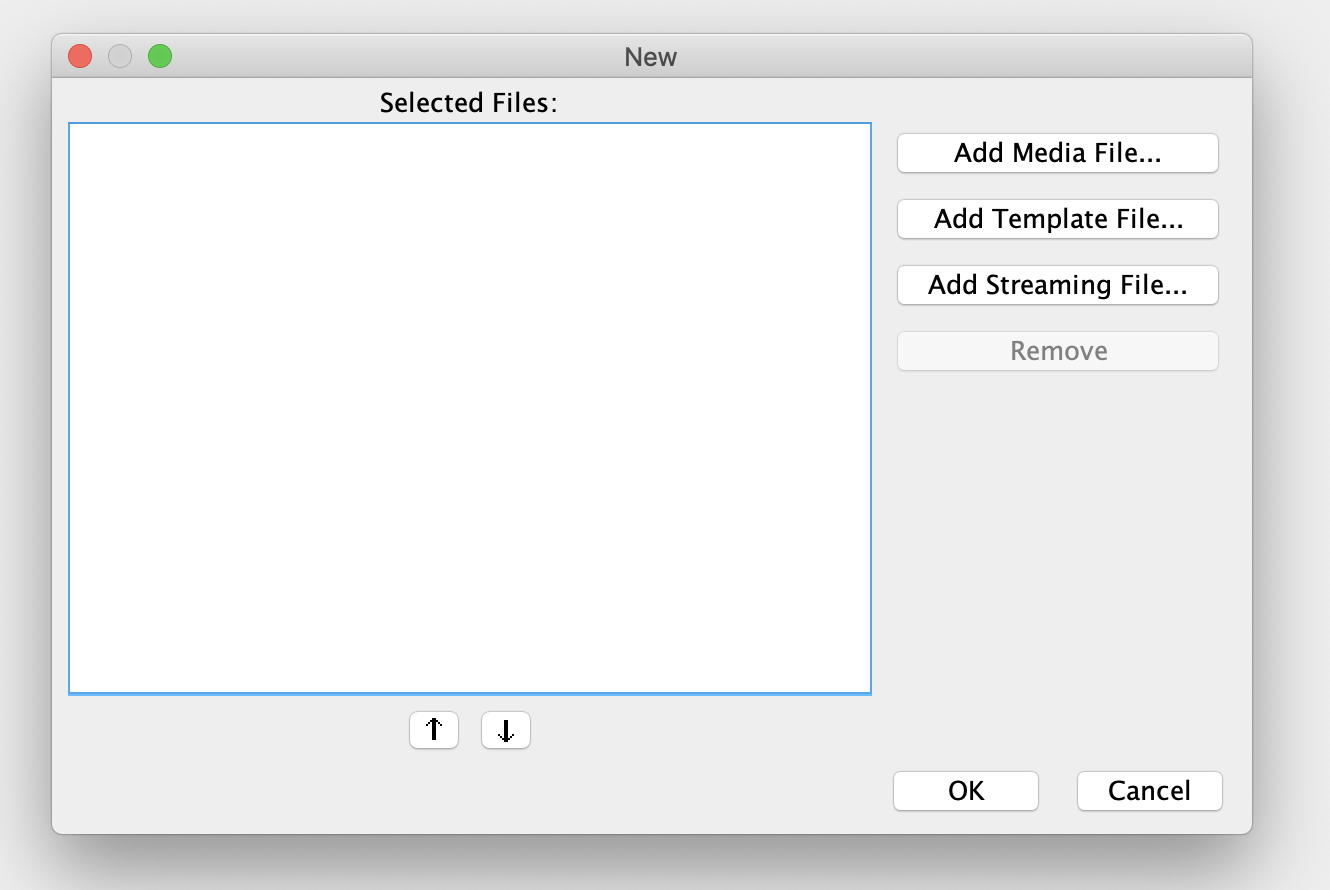 New
Selected Files:
Add Media File...
Add Template File...
Add Streaming File...
Remove
↑ ↓
OK Cancel